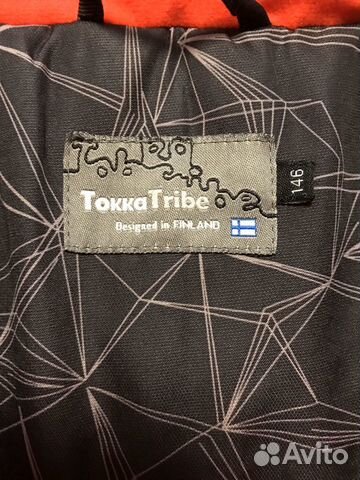 TOKKATribe
Designed in FINLAND
146
Avito